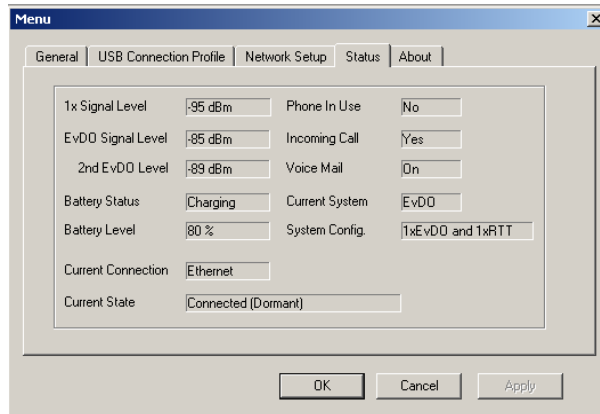 Menu
General USB Connection Profile Network Setup Status About
1x Signal Level -95 dBm Phone In Use No
EvDO Signal Level -85 dBm Incoming Call Yes
2nd EvDO Level -89 dBm Voice Mail On
Battery Status Charging Current System EvDO
Battery Level 80 % System Config. 1xEvDO and 1xRTT
Current Connection Ethernet
Current State Connected (Dormant)
OK Cancel Apply